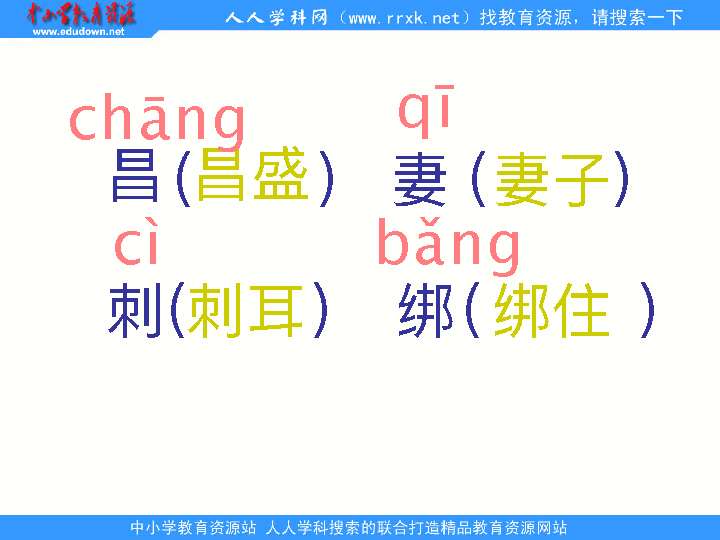 中小学教育资源
www.edudown.net
人人学科网（www.rrxk.net）找教育资源，请搜索一下
chāng qī
昌(昌盛) 妻(妻子)
cì bǎng
刺(刺耳) 绑(绑住 )
中小学教育资源站 人人学科搜索的联合打造精品教育资源网站